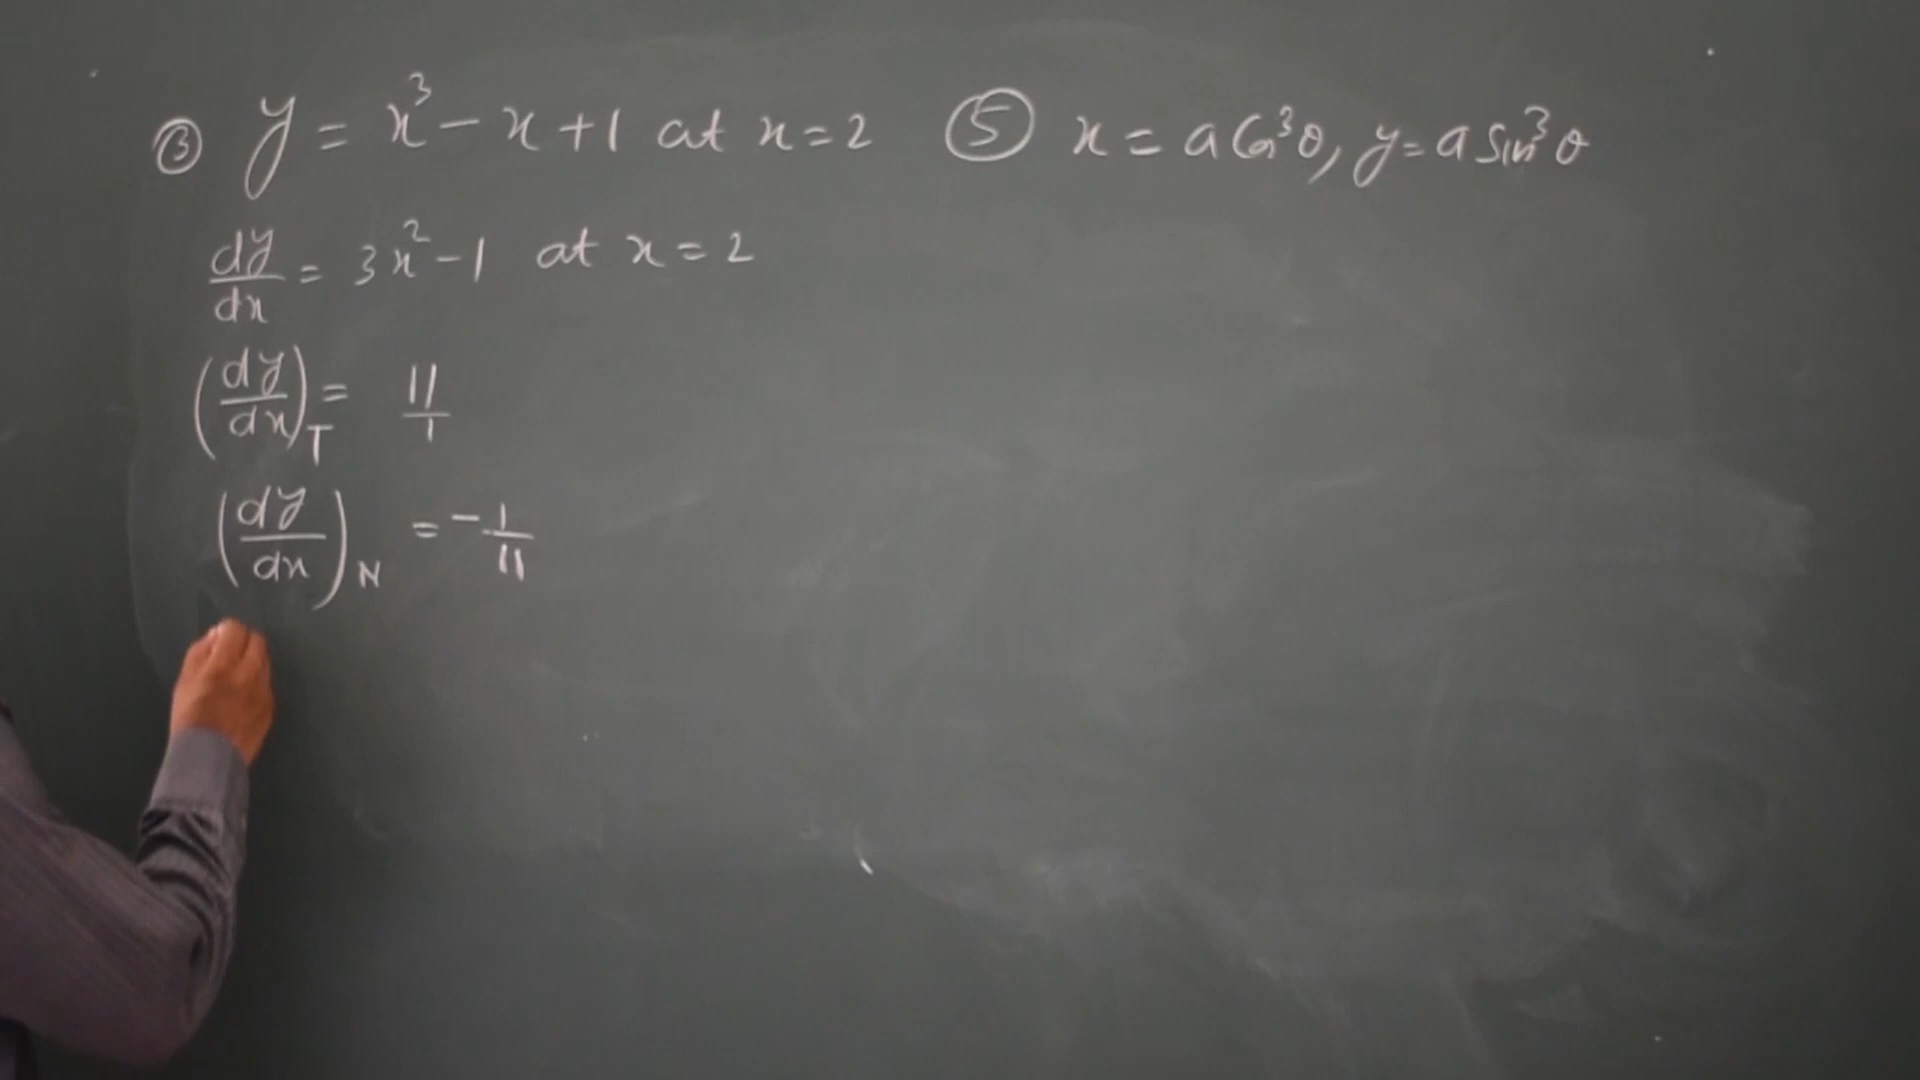 ③ y = x³ - x + 1 at x = 2
dy/dx = 3x² - 1 at x = 2
(dy/dx)T = 11/1
(dy/dx)N = -1/11
⑤ x = a cos³θ, y = a sin³θ